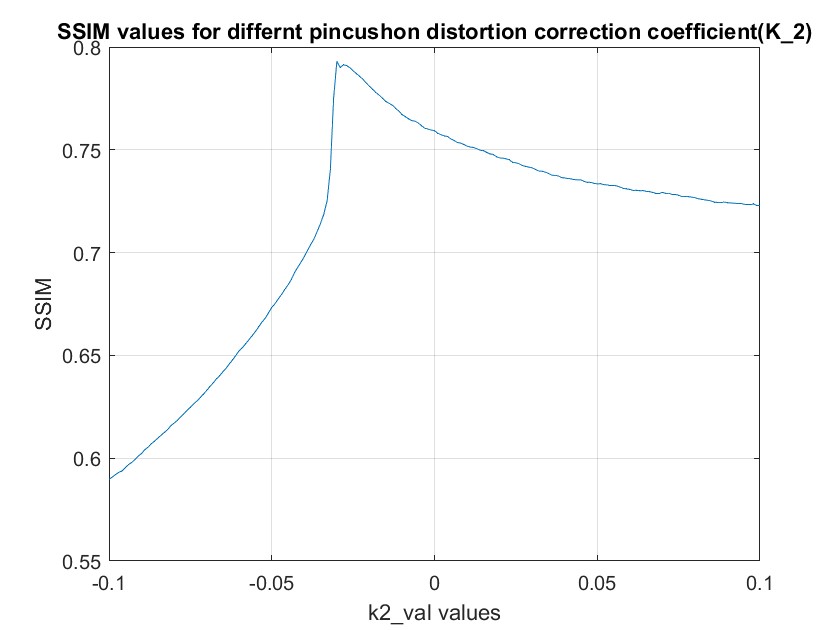 SSIM values for differnt pincushon distortion correction coefficient(K_2)
0.8
0.75
0.7
0.65
0.6
0.55
SSIM
-0.1 -0.05 0 0.05 0.1
k2_val values